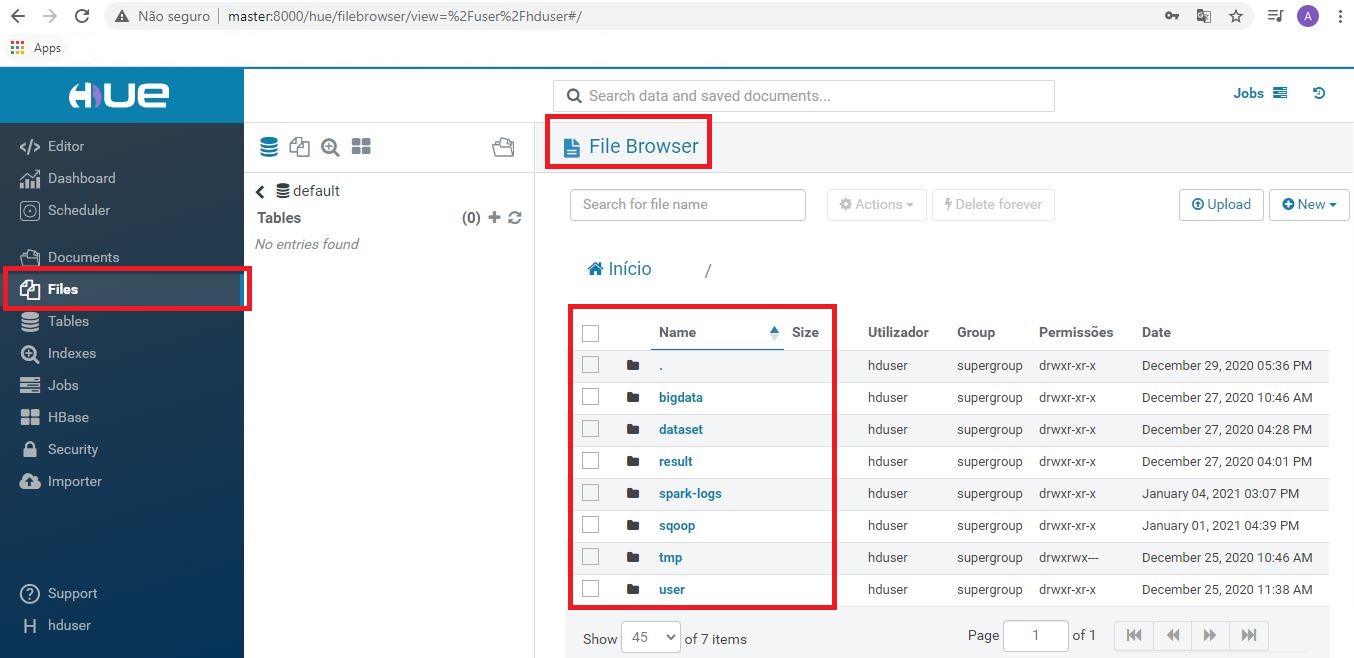 Não seguro
master:8000/hue/filebrowser/view=%2Fuser%2Fhduser#/
A
Apps
HUE
Search data and saved documents...
Jobs
Editor
Dashboard
Scheduler
Documents
Files
Tables
Indexes
Jobs
HBase
Security
Importer
Support
H hduser
default
Tables (0)
No entries found
File Browser
Search for file name
Actions
Delete forever
Upload
New
Início /
Name Size Utilizador Group Permissões Date
. hduser supergroup drwxr-xr-x December 29, 2020 05:36 PM
bigdata hduser supergroup drwxr-xr-x December 27, 2020 10:46 AM
dataset hduser supergroup drwxr-xr-x December 27, 2020 04:28 PM
result hduser supergroup drwxr-xr-x December 27, 2020 04:01 PM
spark-logs hduser supergroup drwxr-xr-x January 04, 2021 03:07 PM
sqoop hduser supergroup drwxr-xr-x January 01, 2021 04:39 PM
tmp hduser supergroup drwxrwx--- December 25, 2020 10:46 AM
user hduser supergroup drwxr-xr-x December 25, 2020 11:38 AM
Show 45 of 7 items
Page 1 of 1